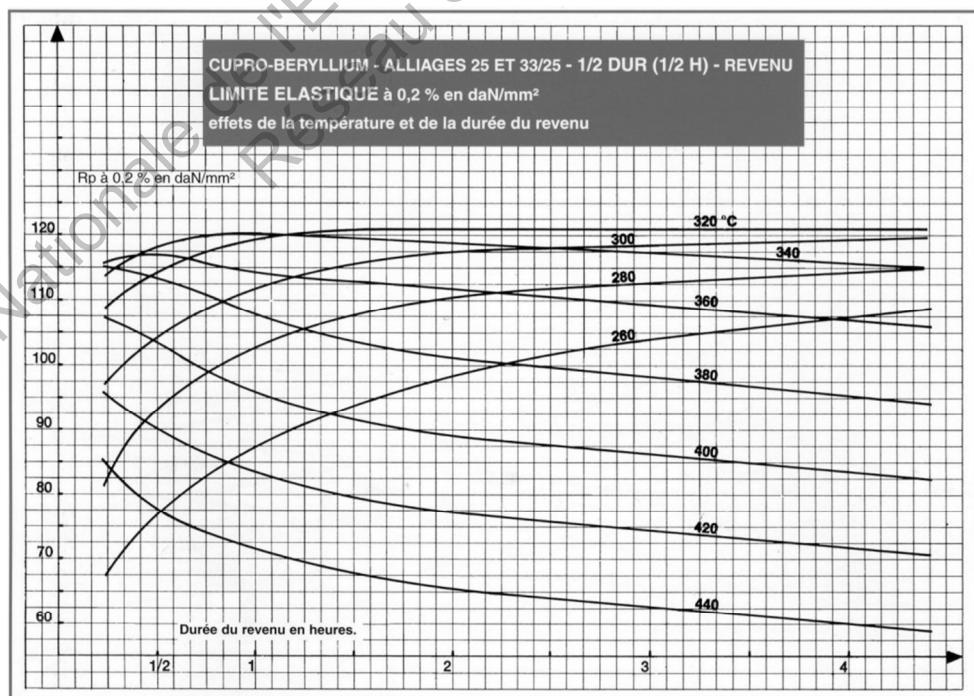 CUPRO-BERYLLIUM - ALLIAGES 25 ET 33/25 - 1/2 DUR (1/2 H) - REVENU
LIMITE ELASTIQUE à 0,2 % en daN/mm²
effets de la température et de la durée du revenu
Rp à 0,2 % en daN/mm²
120
110
100
90
80
70
60
320 °C
300
340
280
360
260
380
400
420
440
Durée du revenu en heures.
1/2
1
2
3
4
Nationale de l'E
Réseau